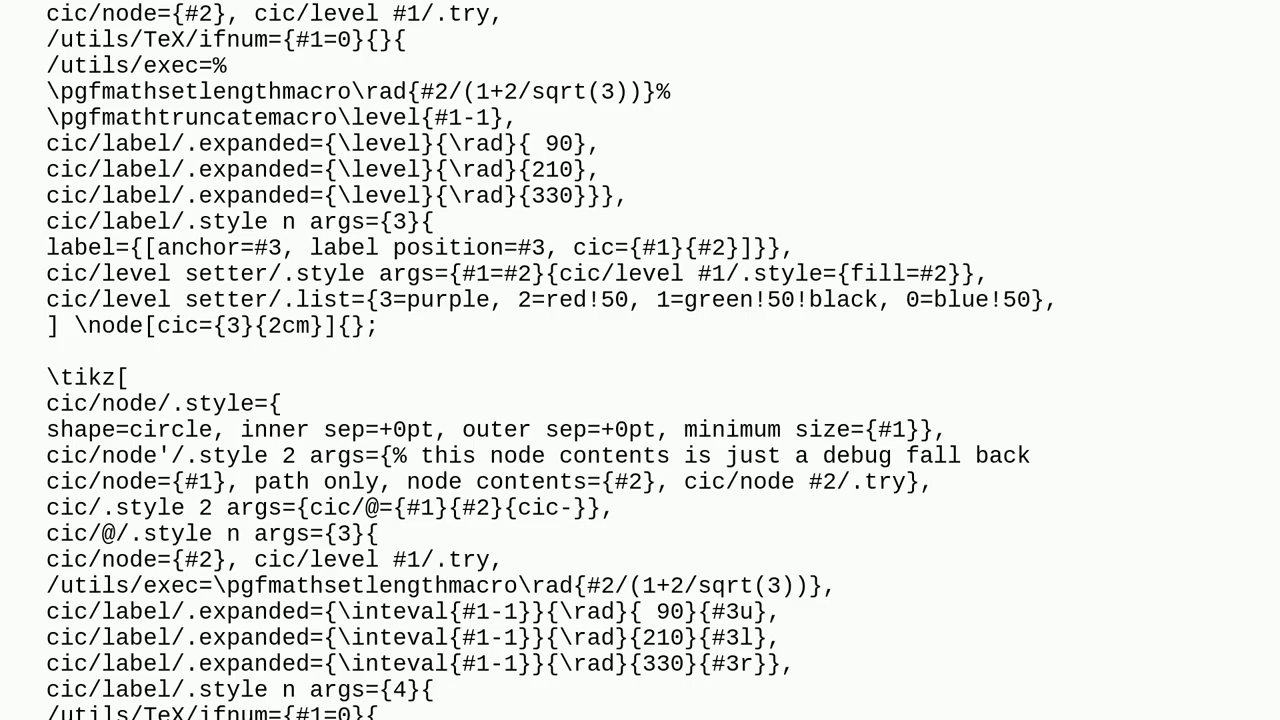 cic/node={#2}, cic/level #1/.try,
/utils/TeX/ifnum={#1=0}{}{
/utils/exec=%
\pgfmathsetlengthmacro\rad{#2/(1+2/sqrt(3))}%
\pgfmathtruncatemacro\level{#1-1},
cic/label/.expanded={\level}{\rad}{ 90},
cic/label/.expanded={\level}{\rad}{210},
cic/label/.expanded={\level}{\rad}{330}}},
cic/label/.style n args={3}{
label={[anchor=#3, label position=#3, cic={#1}{#2}]}},
cic/level setter/.style args={#1=#2}{cic/level #1/.style={fill=#2}},
cic/level setter/.list={3=purple, 2=red!50, 1=green!50!black, 0=blue!50},
] \node[cic={3}{2cm}]{};
\tikz[
cic/node/.style={
shape=circle, inner sep=+0pt, outer sep=+0pt, minimum size={#1}},
cic/node'/.style 2 args={% this node contents is just a debug fall back
cic/node={#1}, path only, node contents={#2}, cic/node #2/.try},
cic/.style 2 args={cic/@={#1}{#2}{cic-}},
cic/@/.style n args={3}{
cic/node={#2}, cic/level #1/.try,
/utils/exec=\pgfmathsetlengthmacro\rad{#2/(1+2/sqrt(3))},
cic/label/.expanded={\inteval{#1-1}}{\rad}{ 90}{#3u},
cic/label/.expanded={\inteval{#1-1}}{\rad}{210}{#3l},
cic/label/.expanded={\inteval{#1-1}}{\rad}{330}{#3r}},
cic/label/.style n args={4}{
/utils/TeX/ifnum={#1=0}{